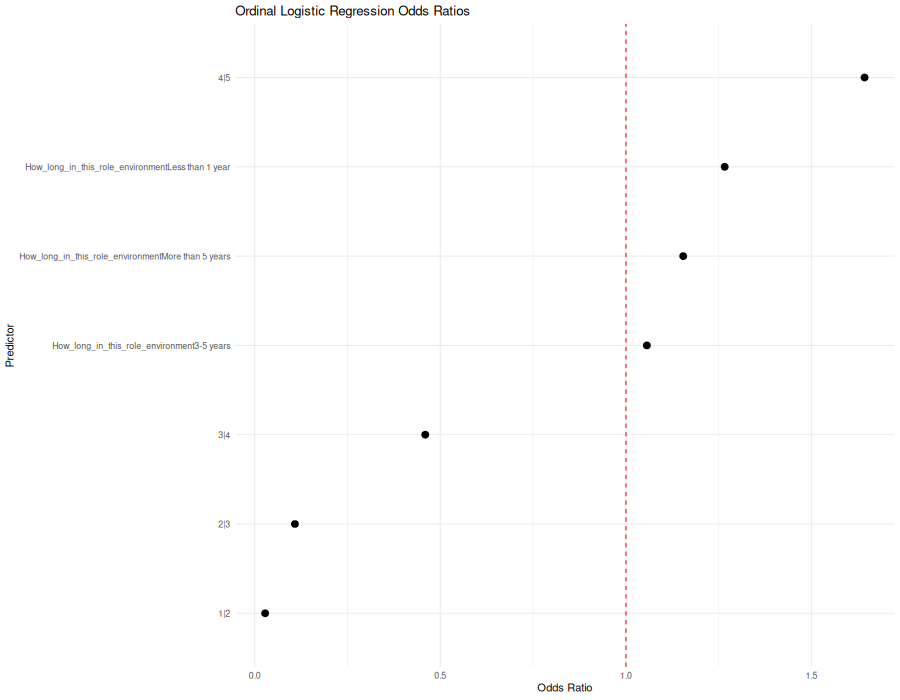 Ordinal Logistic Regression Odds Ratios
Predictor
4|5
How_long_in_this_role_environmentLess than 1 year
How_long_in_this_role_environmentMore than 5 years
How_long_in_this_role_environment3-5 years
3|4
2|3
1|2
0.0 0.5 1.0 1.5
Odds Ratio